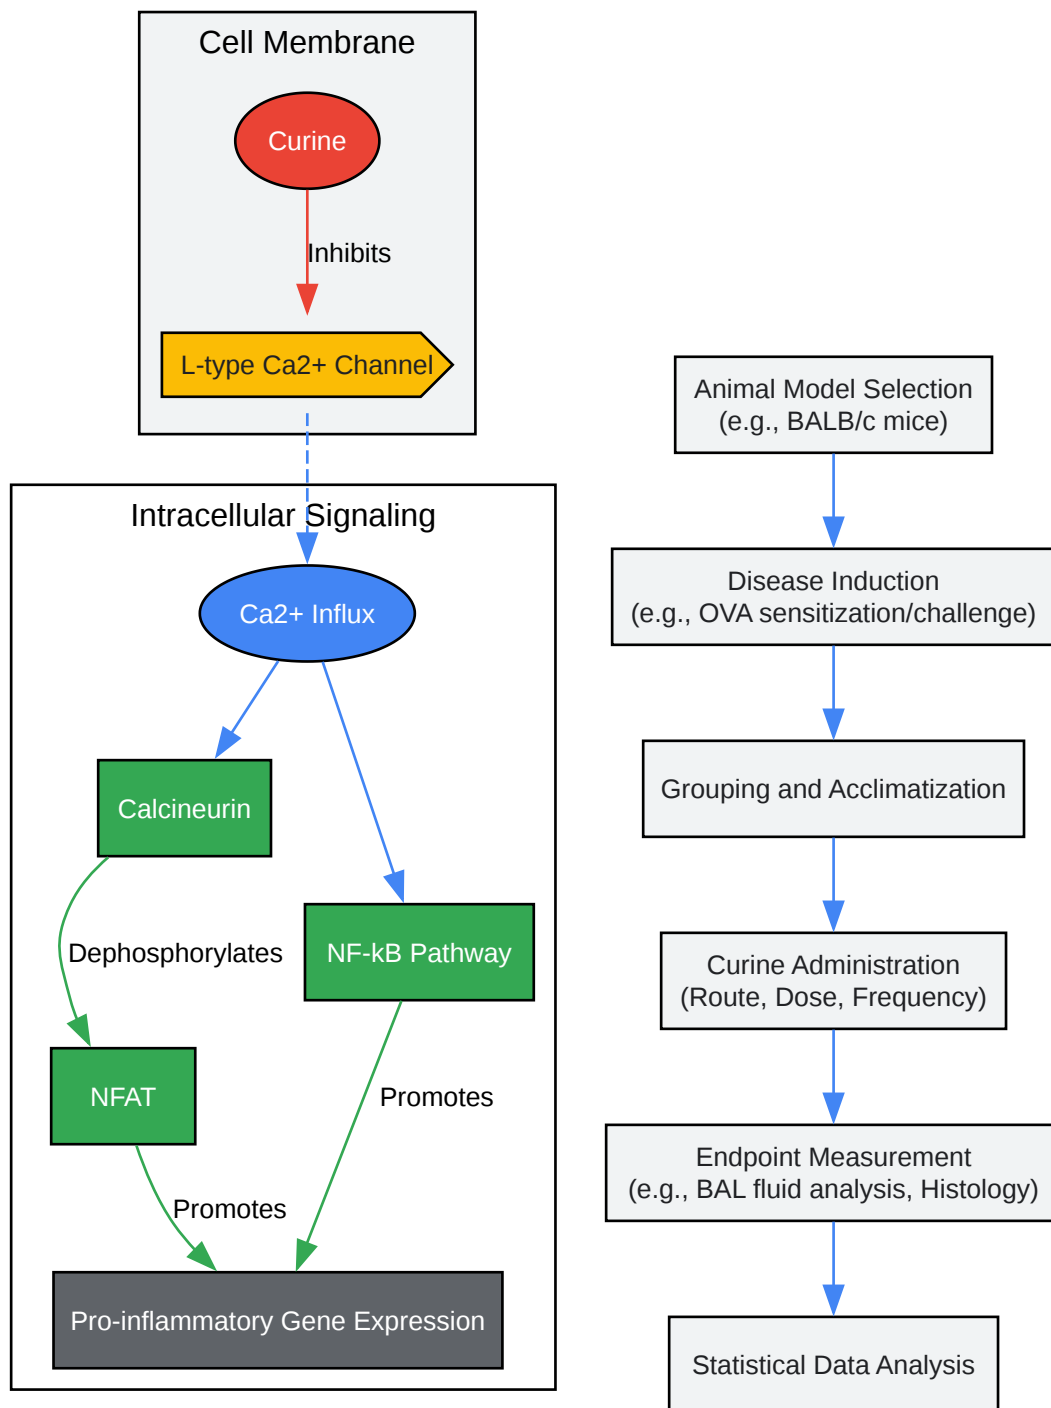 Cell Membrane
Curine
Inhibits
L-type Ca2+ Channel
Intracellular Signaling
Ca2+ Influx
Calcineurin
Dephosphorylates
NF-kB Pathway
NFAT
Promotes
Promotes
Pro-inflammatory Gene Expression
Animal Model Selection
(e.g., BALB/c mice)
Disease Induction
(e.g., OVA sensitization/challenge)
Grouping and Acclimatization
Curine Administration
(Route, Dose, Frequency)
Endpoint Measurement
(e.g., BAL fluid analysis, Histology)
Statistical Data Analysis